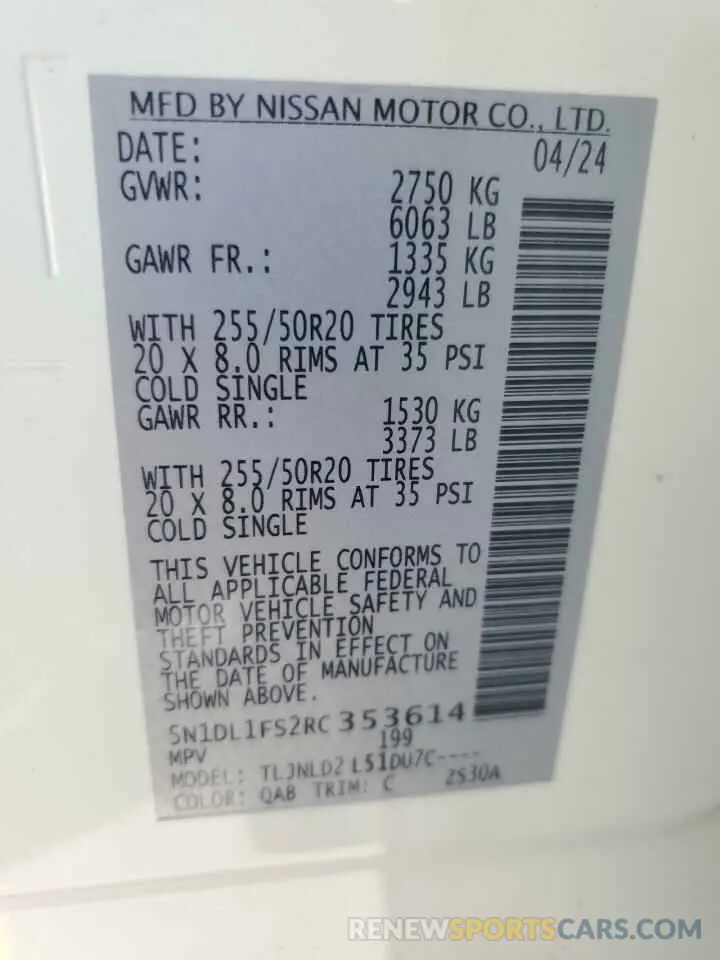 MFD BY NISSAN MOTOR CO., LTD.
DATE: 04/24
GVWR: 2750 KG
6063 LB
GAWR FR.: 1335 KG
2943 LB
WITH 255/50R20 TIRES
20 X 8.0 RIMS AT 35 PSI
COLD SINGLE
GAWR RR.: 1530 KG
3373 LB
WITH 255/50R20 TIRES
20 X 8.0 RIMS AT 35 PSI
COLD SINGLE
THIS VEHICLE CONFORMS TO
ALL APPLICABLE FEDERAL
MOTOR VEHICLE SAFETY AND
THEFT PREVENTION
STANDARDS IN EFFECT ON
THE DATE OF MANUFACTURE
SHOWN ABOVE.
5N1DL1FS2RC 353614
MPV 199
MODEL: TLJNLD2 L51DU7C----
COLOR: QAB TRIM: C ZS30A
RENEWSPORTSCARS.COM